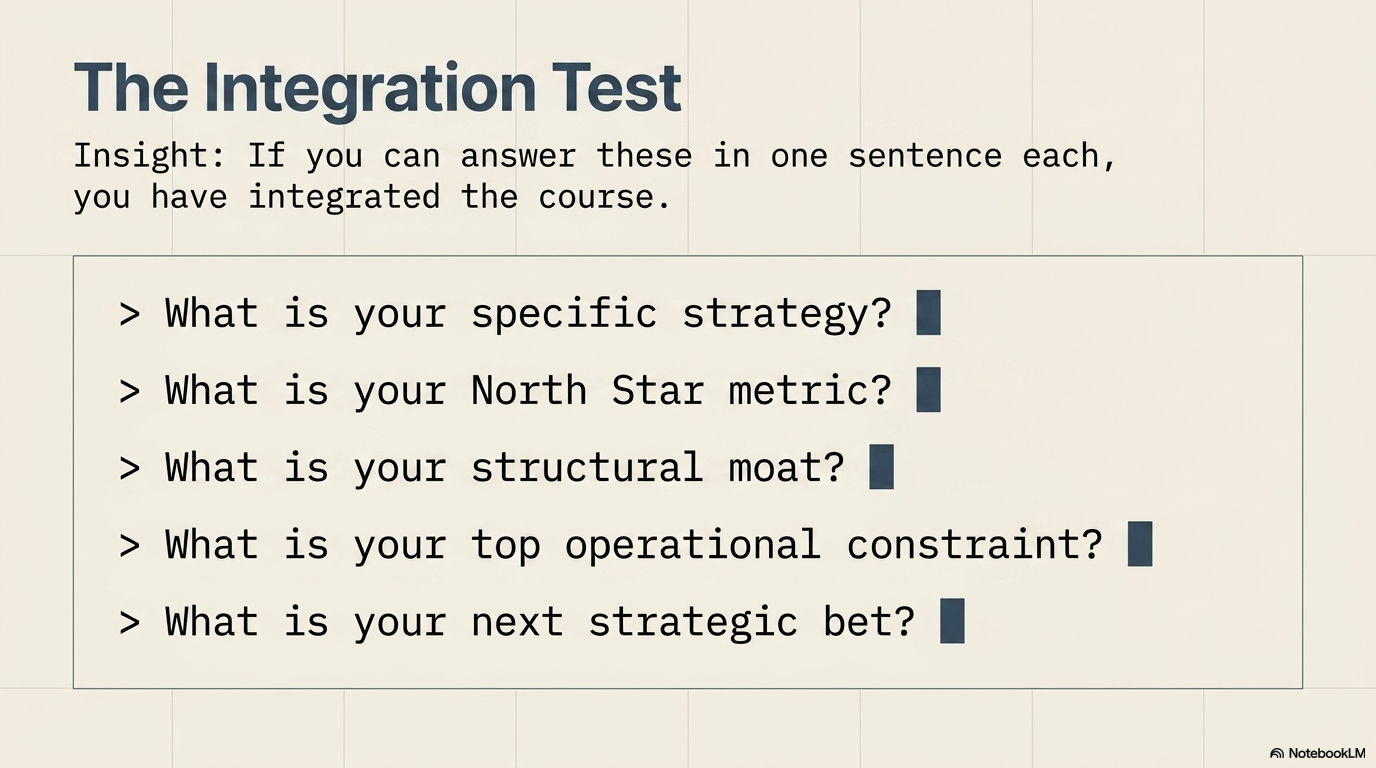 The Integration Test
Insight: If you can answer these in one sentence each,
you have integrated the course.
> What is your specific strategy?
> What is your North Star metric?
> What is your structural moat?
> What is your top operational constraint?
> What is your next strategic bet?
NotebookLM